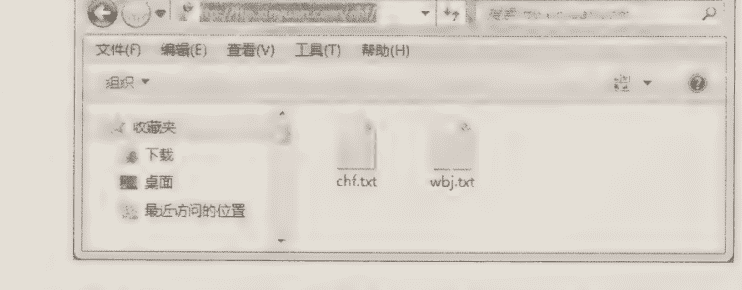 文件(F) 编辑(E) 查看(V) 工具(T) 帮助(H)
组织
收藏夹
下载
桌面
最近访问的位置
chf.txt wbj.txt